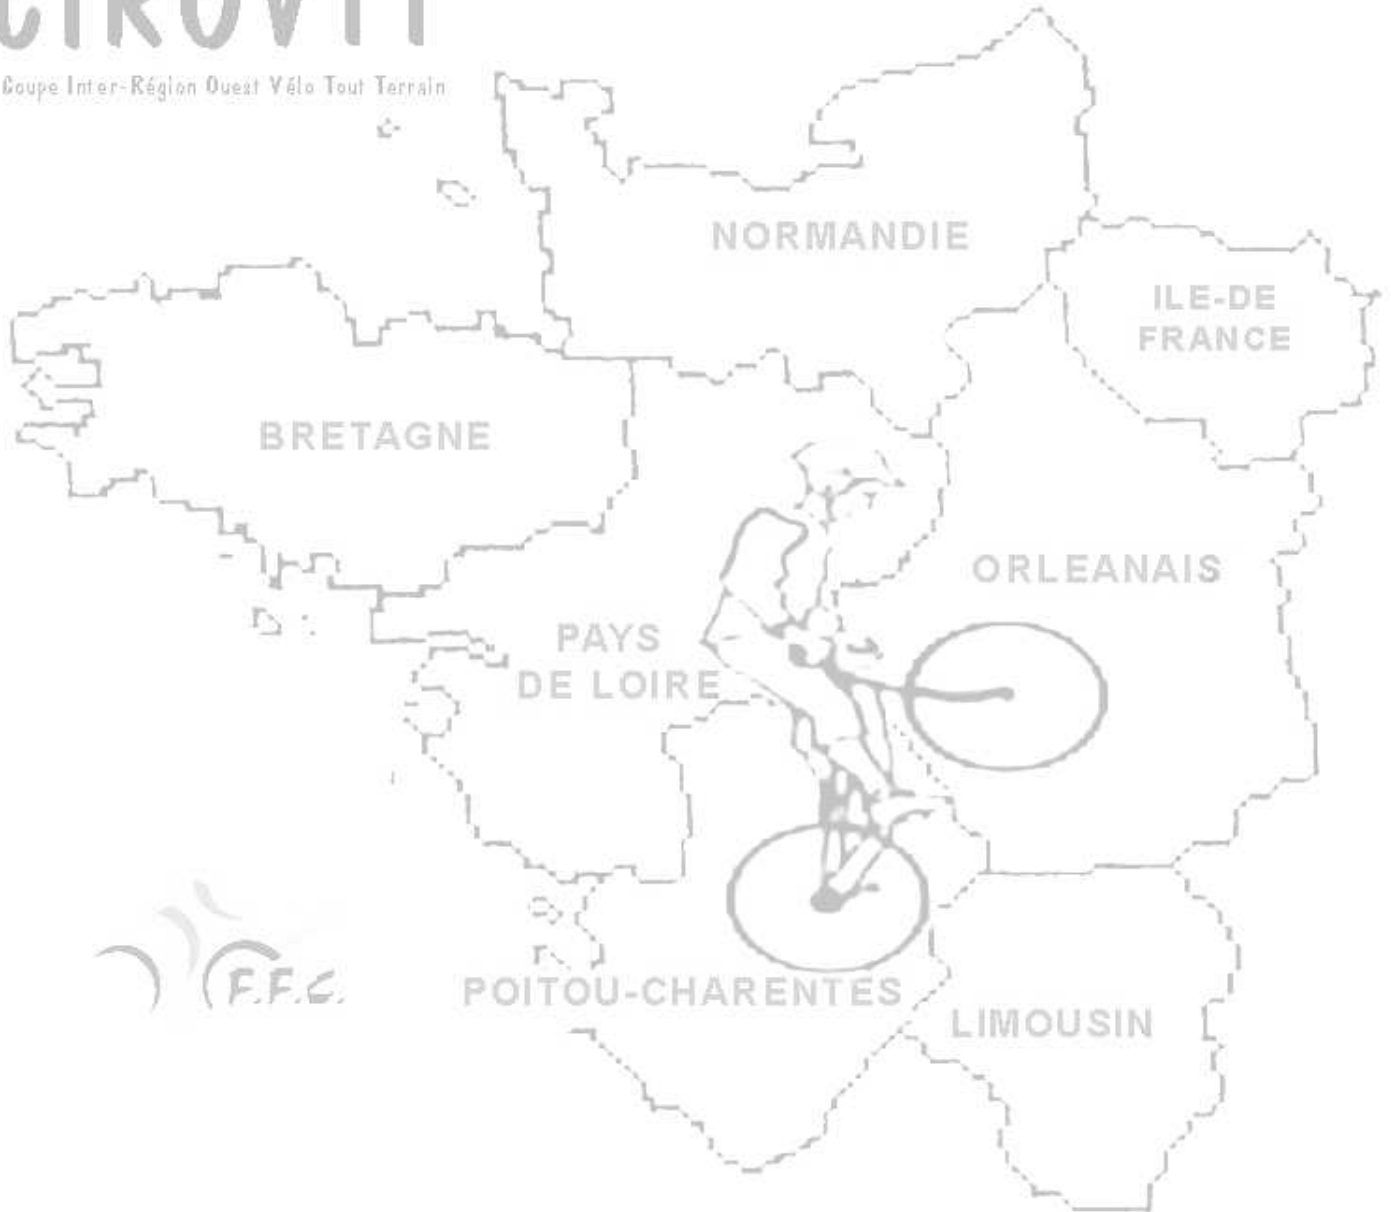 CIROVTT
Coupe Inter-Région Ouest Vélo Tout Terrain
NORMANDIE
ILE-DE
FRANCE
BRETAGNE
ORLEANAIS
PAYS
DE LOIRE
F.F.C.
POITOU-CHARENTES
LIMOUSIN